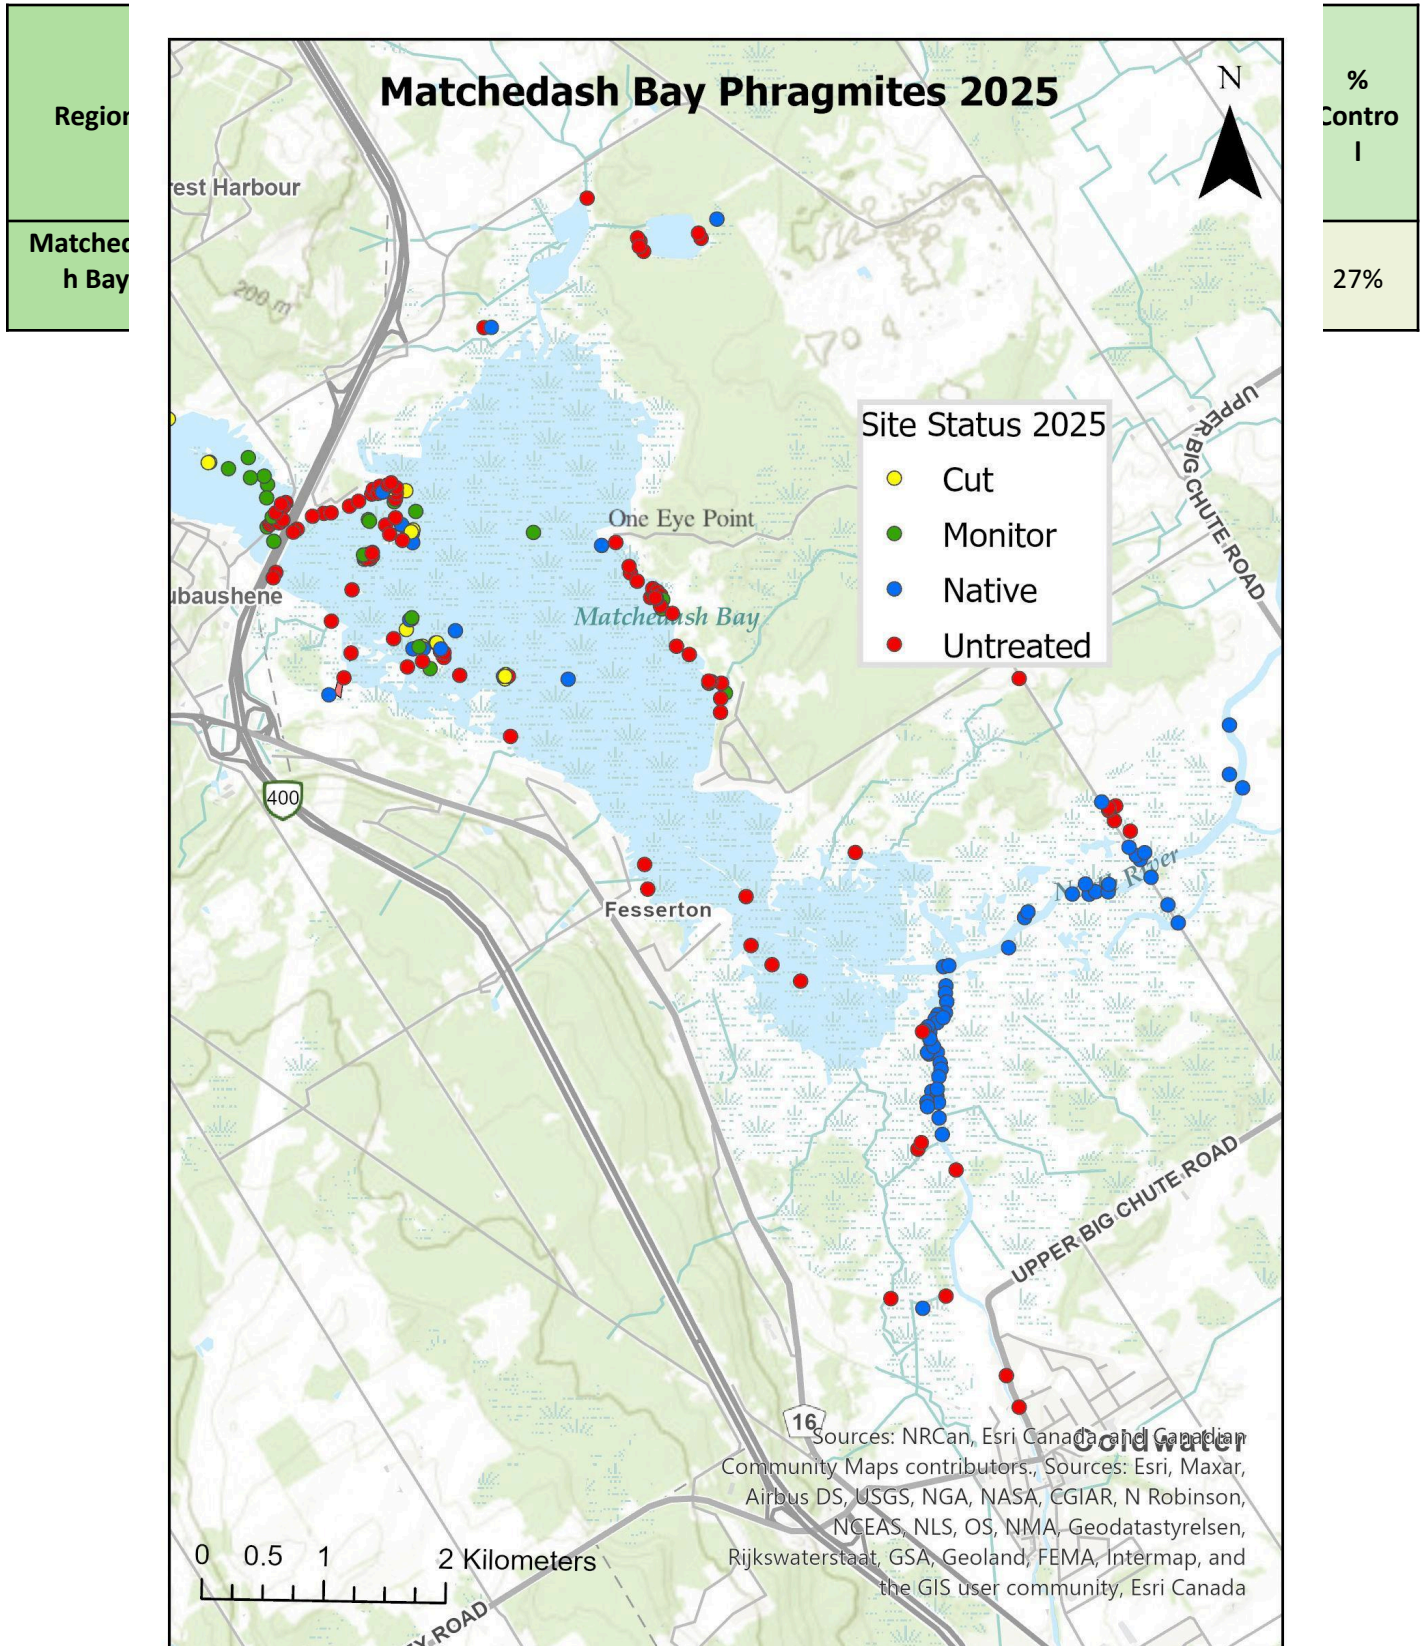 Region
%
Contro
l
Matched
h Bay
27%
Matchedash Bay Phragmites 2025
N
rest Harbour
200 m
UPPER
BIG CHUTE ROAD
Site Status 2025
Cut
Monitor
Native
Untreated
One Eye Point
ubaushene
Matchedash Bay
400
River
Fesserton
UPPER BIG CHUTE ROAD
16
Coldwater
Sources: NRCan, Esri Canada, and Canadian
Community Maps contributors., Sources: Esri, Maxar,
Airbus DS, USGS, NGA, NASA, CGIAR, N Robinson,
NCEAS, NLS, OS, NMA, Geodatastyrelsen,
Rijkswaterstaat, GSA, Geoland, FEMA, Intermap, and
the GIS user community, Esri Canada
0 0.5 1 2 Kilometers
Y ROAD